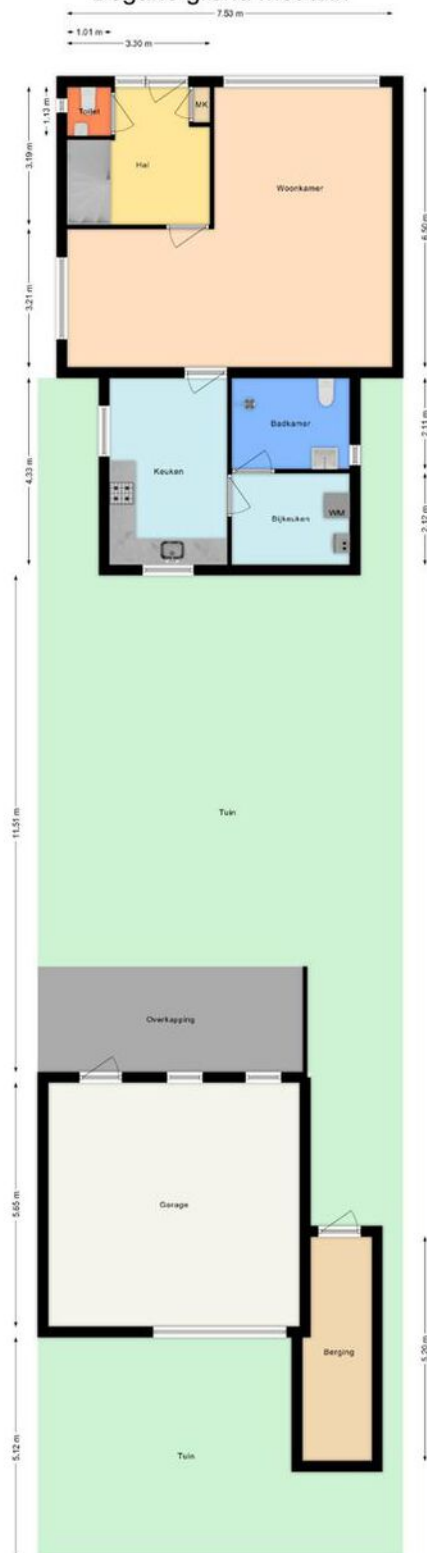 7.53 m
1.01 m
3.30 m
Toilet
MK
1.13 m
3.19 m
Hal
Woonkamer
6.50 m
3.21 m
Keuken
Badkamer
2.11 m
4.33 m
WM
Bijkeuken
2.12 m
Tuin
11.51 m
Overkapping
5.65 m
Garage
Berging
5.20 m
5.12 m
Tuin